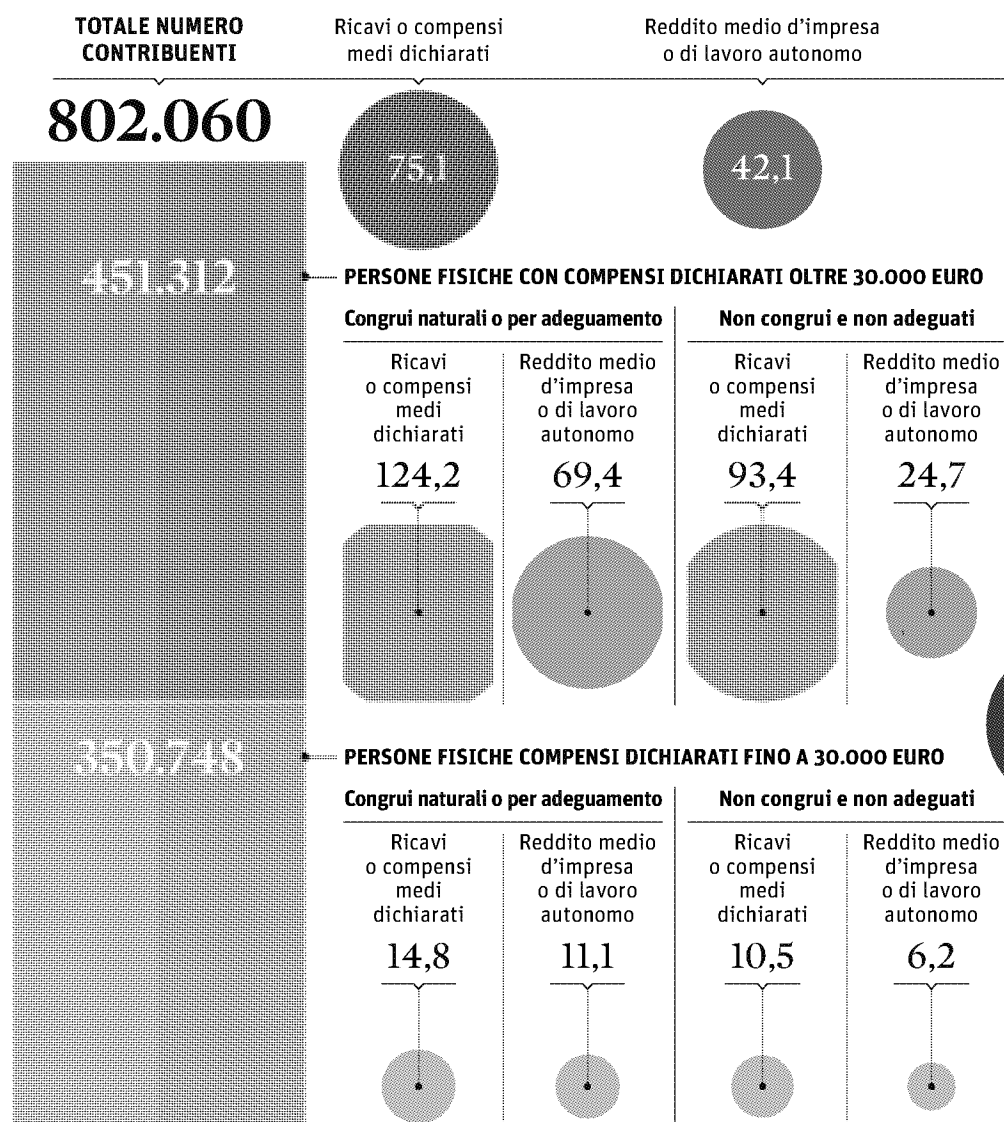 TOTALE NUMERO
CONTRIBUENTI
802.060
Ricavi o compensi
medi dichiarati
75,1
Reddito medio d'impresa
o di lavoro autonomo
42,1
451.312
PERSONE FISICHE CON COMPENSI DICHIARATI OLTRE 30.000 EURO
Congrui naturali o per adeguamento
Ricavi
o compensi
medi
dichiarati
124,2
Reddito medio
d'impresa
o di lavoro
autonomo
69,4
Non congrui e non adeguati
Ricavi
o compensi
medi
dichiarati
93,4
Reddito medio
d'impresa
o di lavoro
autonomo
24,7
350.748
PERSONE FISICHE COMPENSI DICHIARATI FINO A 30.000 EURO
Congrui naturali o per adeguamento
Ricavi
o compensi
medi
dichiarati
14,8
Reddito medio
d'impresa
o di lavoro
autonomo
11,1
Non congrui e non adeguati
Ricavi
o compensi
medi
dichiarati
10,5
Reddito medio
d'impresa
o di lavoro
autonomo
6,2